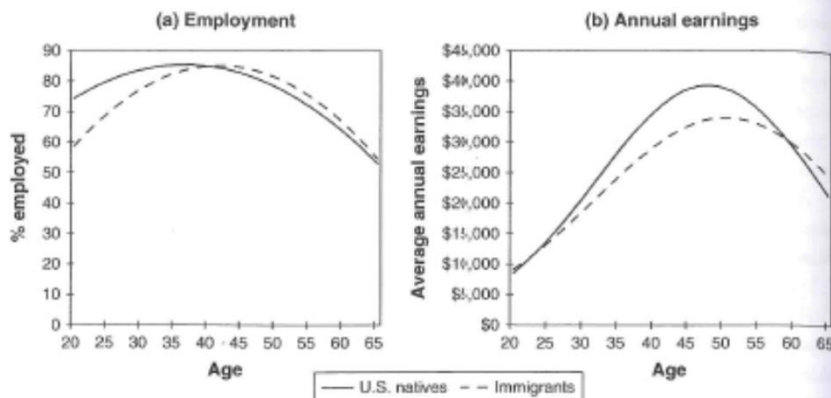 (a) Employment
% employed
90
80
70
60
50
40
30
20
10
0
20 25 30 35 40 45 50 55 60 65
Age
(b) Annual earnings
Average annual earnings
$45,000
$40,000
$35,000
$30,000
$25,000
$20,000
$15,000
$10,000
$5,000
$0
20 25 30 35 40 45 50 55 60 65
Age
U.S. natives Immigrants